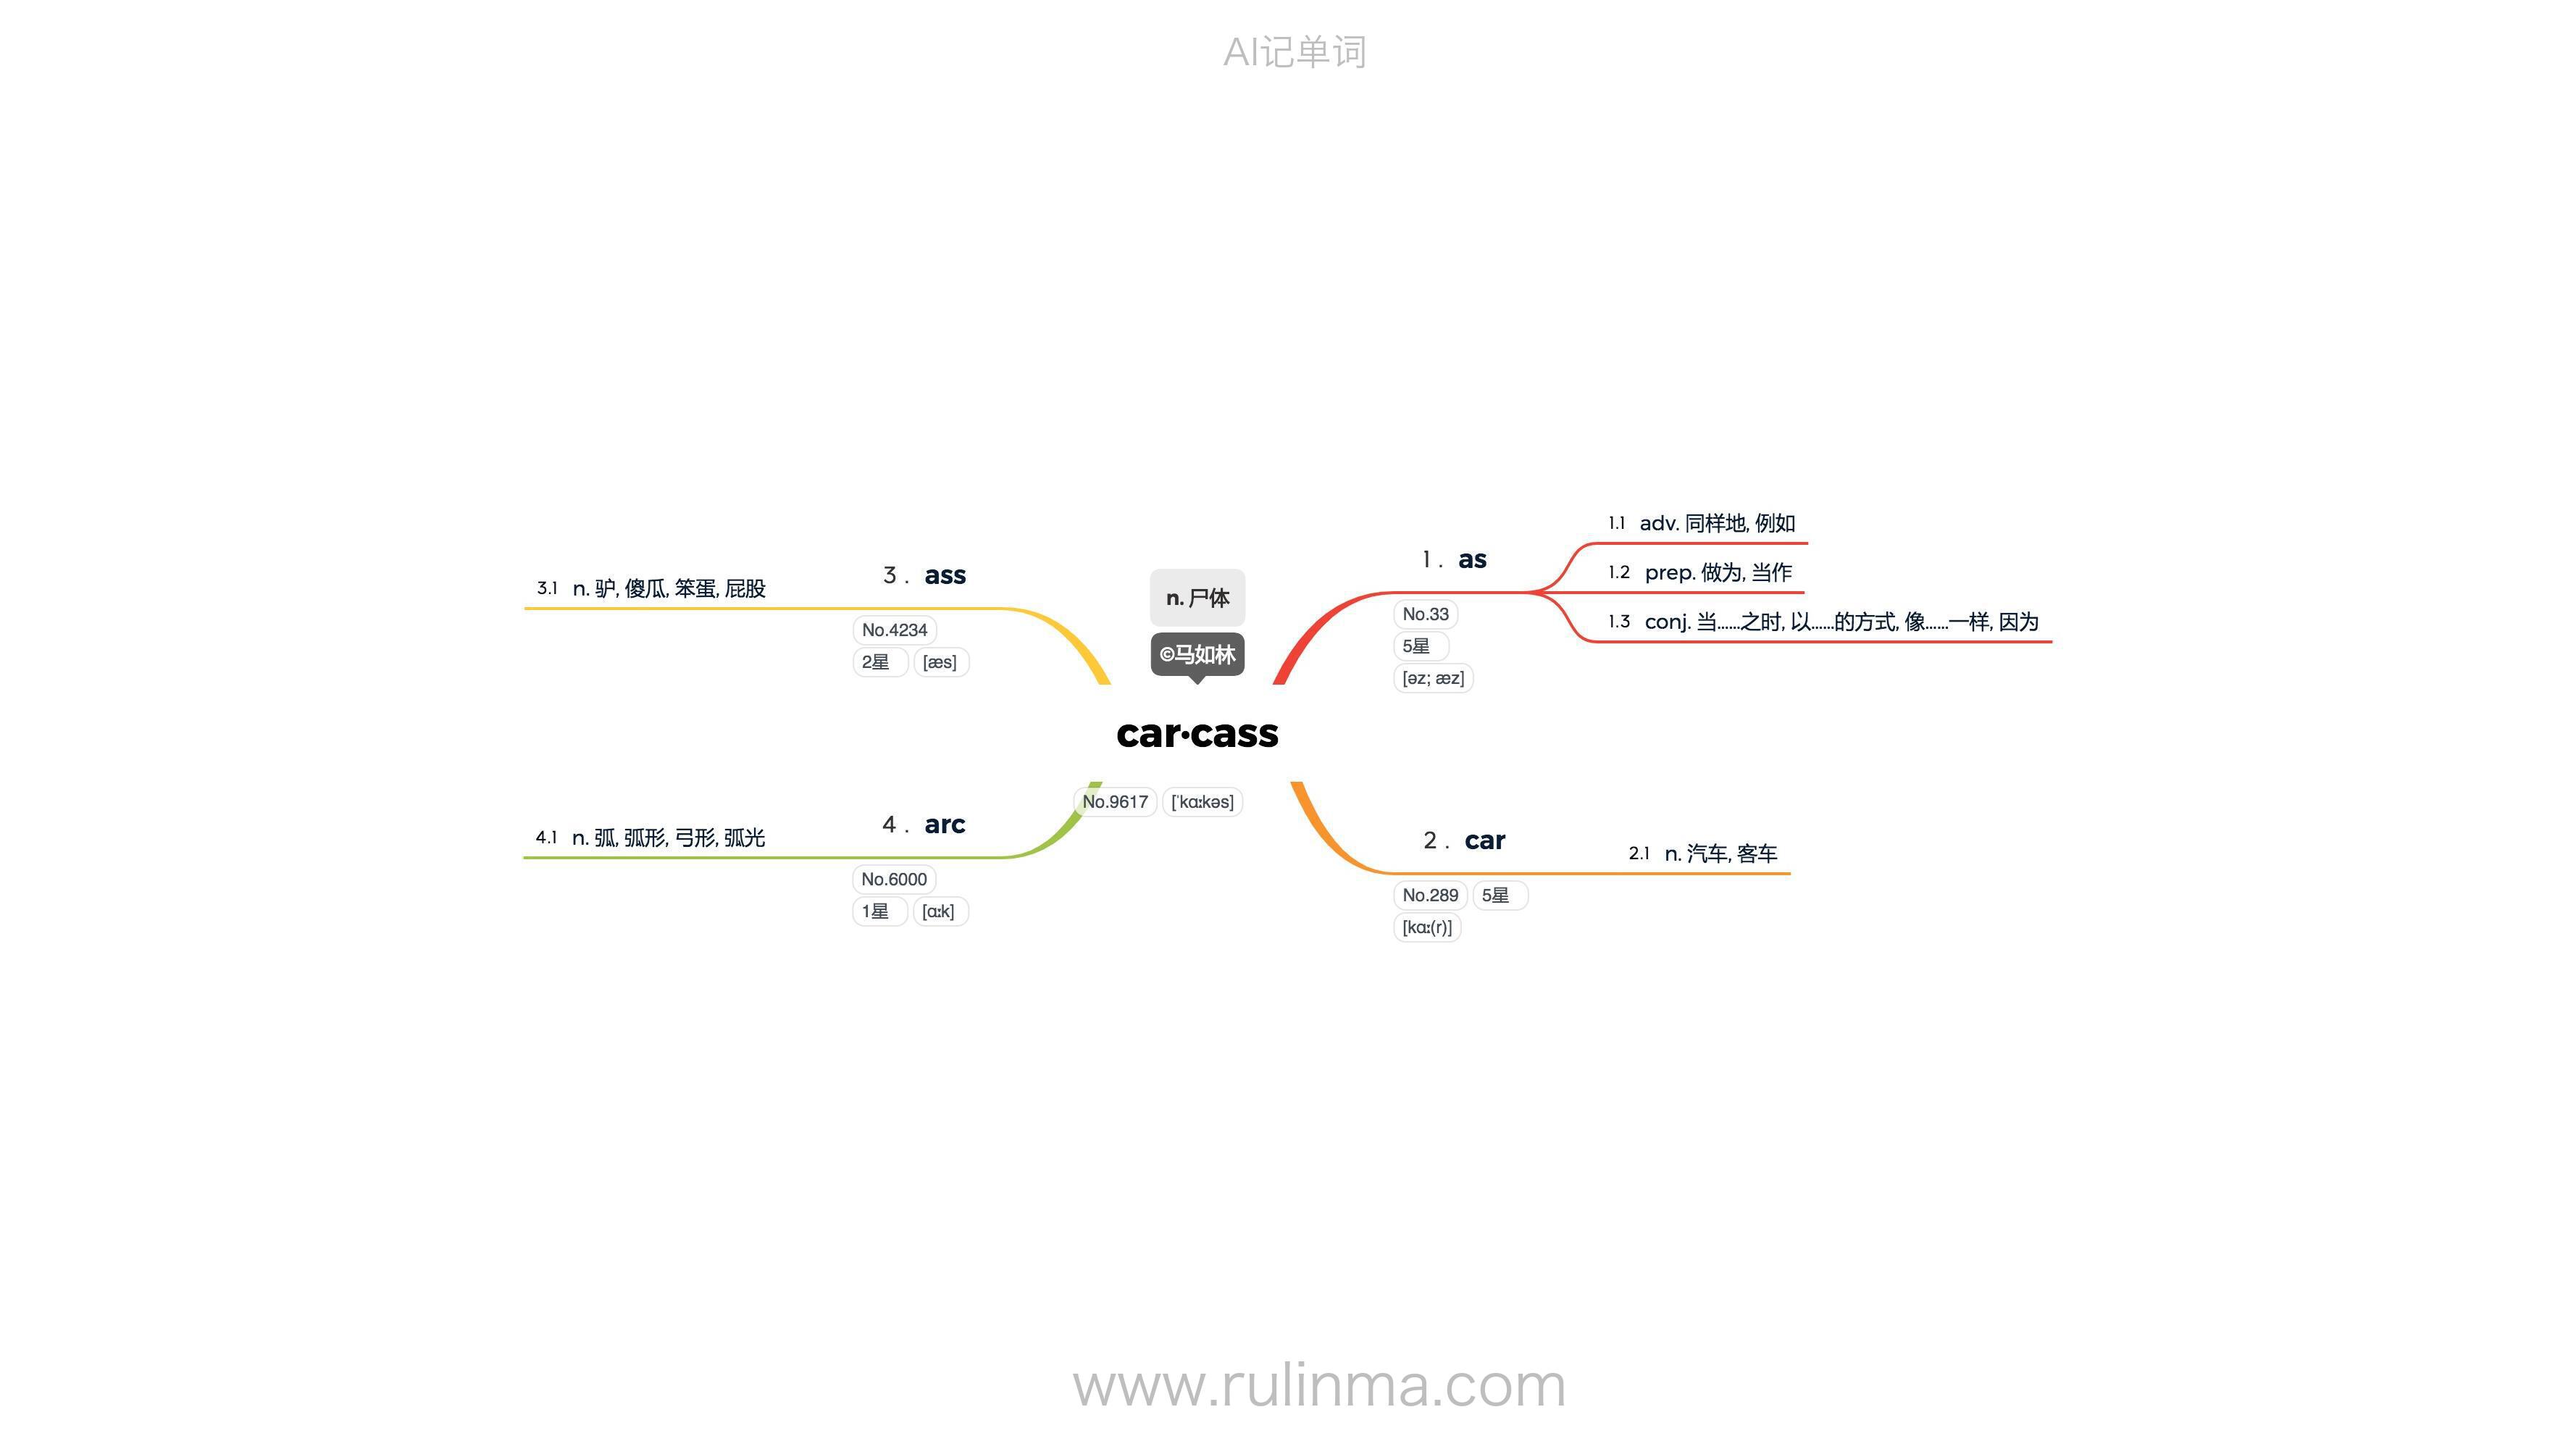 AI记单词
n. 尸体
©马如林
car·cass
No.9617 [ˈkɑːkəs]
1 . as
No.33
5星
[əz; æz]
1.1 adv. 同样地, 例如
1.2 prep. 做为, 当作
1.3 conj. 当......之时, 以......的方式, 像......一样, 因为
2 . car
No.289 5星
[kɑː(r)]
2.1 n. 汽车, 客车
3 . ass
No.4234
2星 [æs]
3.1 n. 驴, 傻瓜, 笨蛋, 屁股
4 . arc
No.6000
1星 [ɑːk]
4.1 n. 弧, 弧形, 弓形, 弧光
www.rulinma.com